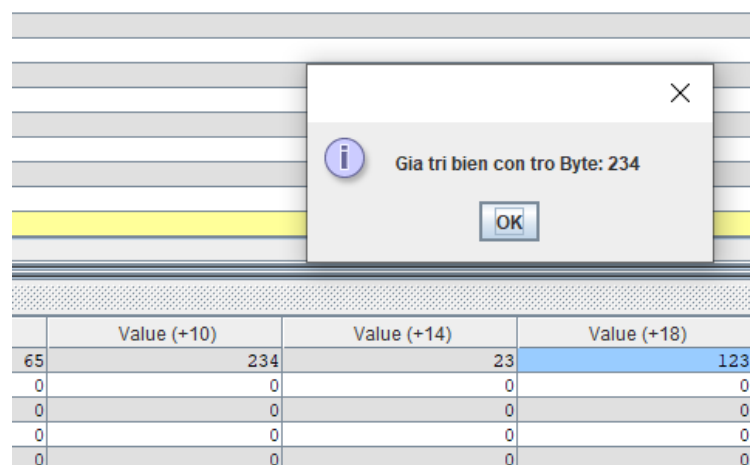 i
Gia tri bien con tro Byte: 234
OK
Value (+10) Value (+14) Value (+18)
65 234 23 123
0 0 0 0
0 0 0 0
0 0 0 0
0 0 0 0